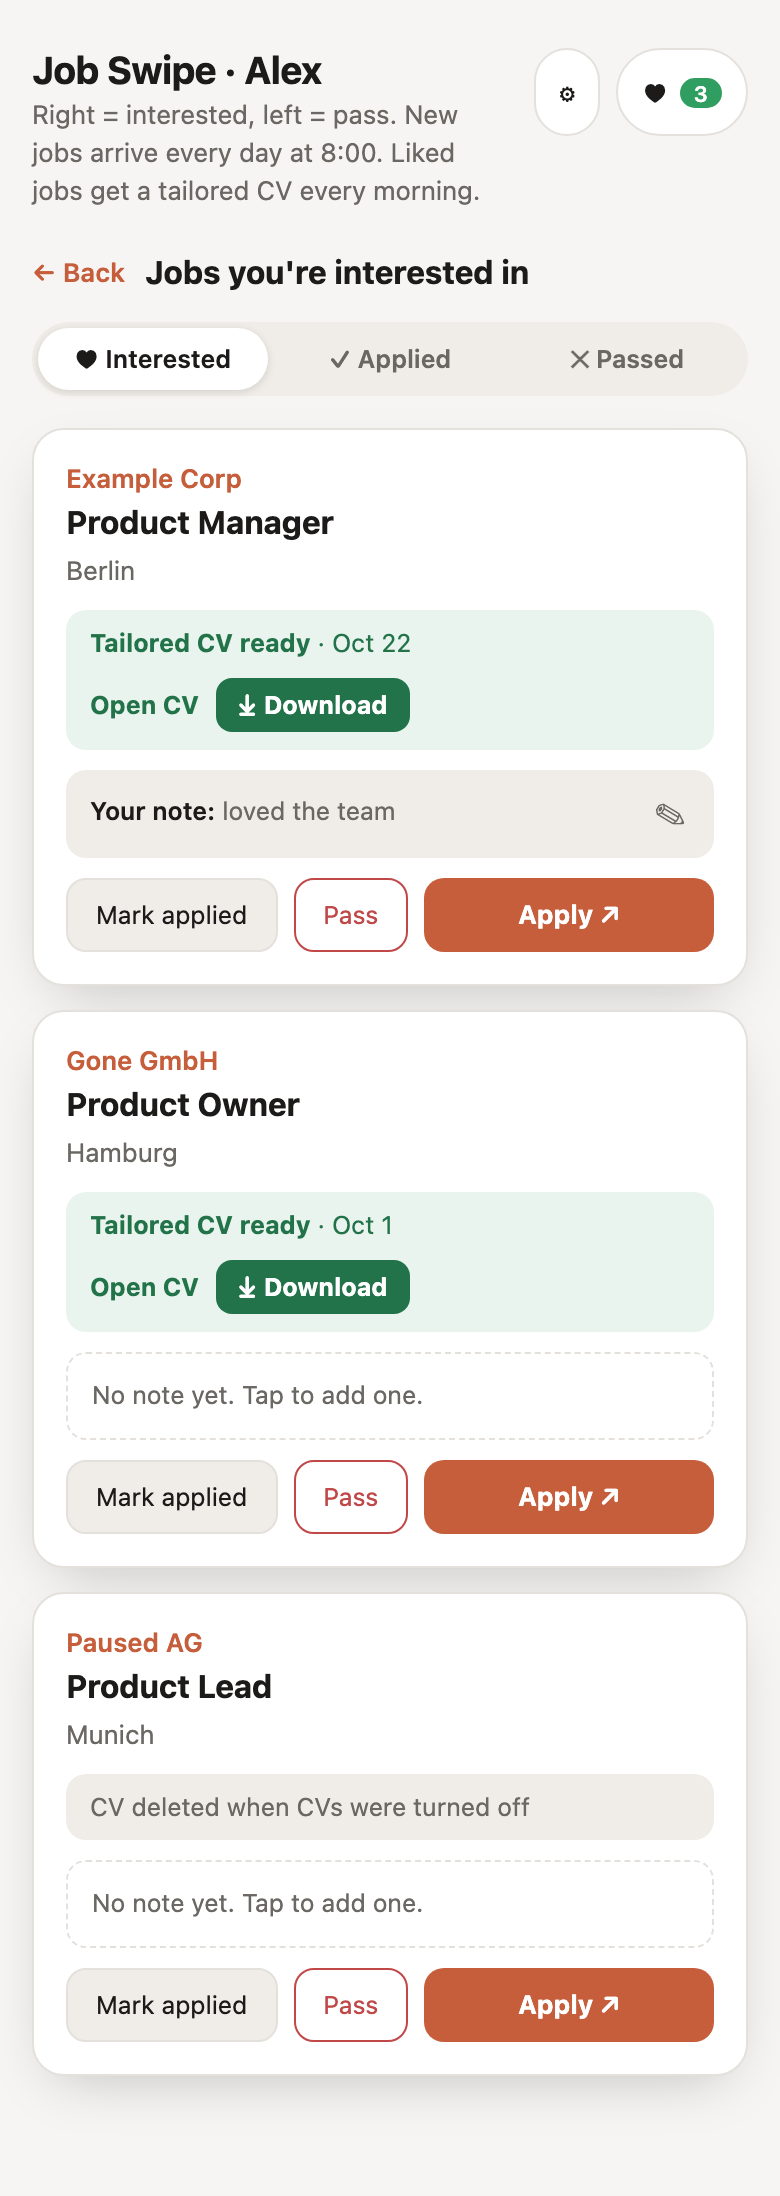 Job Swipe · Alex
Right = interested, left = pass. New
jobs arrive every day at 8:00. Liked
jobs get a tailored CV every morning.
⚙ ♥ 3
← Back Jobs you're interested in
♥ Interested ✓ Applied ✕ Passed
Example Corp
Product Manager
Berlin
Tailored CV ready · Oct 22
Open CV ↓ Download
Your note: loved the team ✎
Mark applied Pass Apply ↗
Gone GmbH
Product Owner
Hamburg
Tailored CV ready · Oct 1
Open CV ↓ Download
No note yet. Tap to add one.
Mark applied Pass Apply ↗
Paused AG
Product Lead
Munich
CV deleted when CVs were turned off
No note yet. Tap to add one.
Mark applied Pass Apply ↗